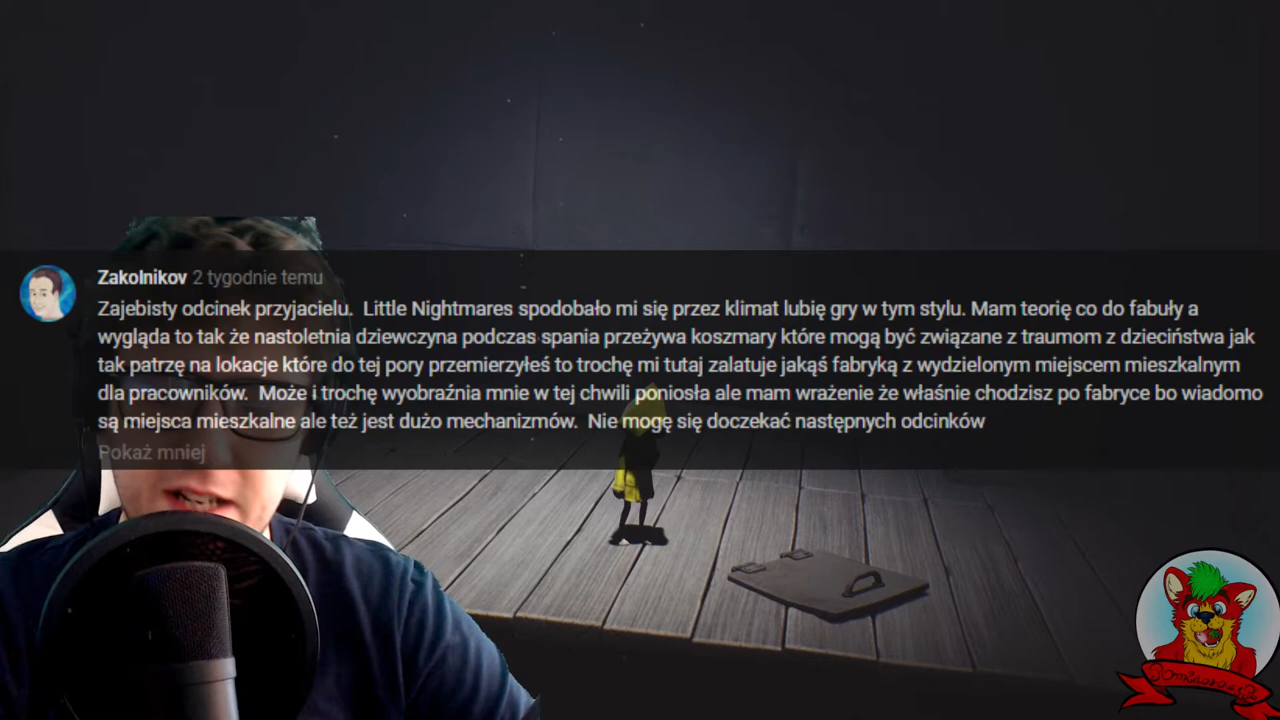 Zakolnikov 2 tygodnie temu
Zajebisty odcinek przyjacielu.  Little Nightmares spodobało mi się przez klimat lubię gry w tym stylu. Mam teorię co do fabuły a
wygląda to tak że nastoletnia dziewczyna podczas spania przeżywa koszmary które mogą być związane z traumom z dzieciństwa jak
tak patrzę na lokacje które do tej pory przemierzyłeś to trochę mi tutaj zalatuje jakąś fabryką z wydzielonym miejscem mieszkalnym
dla pracowników.  Może i trochę wyobraźnia mnie w tej chwili poniosła ale mam wrażenie że właśnie chodzisz po fabryce bo wiadomo
są miejsca mieszkalne ale też jest dużo mechanizmów.  Nie mogę się doczekać następnych odcinków
Pokaż mniej